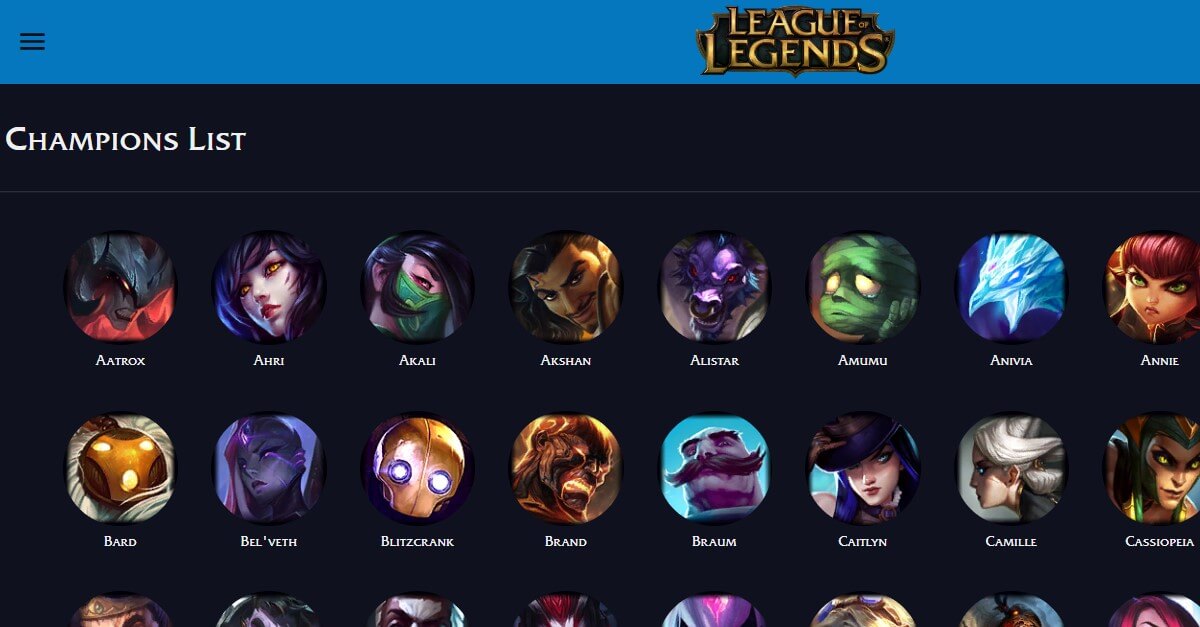 LEAGUE OF
LEGENDS
Champions List
Aatrox Ahri Akali Akshan Alistar Amumu Anivia Annie
Bard Bel'veth Blitzcrank Brand Braum Caitlyn Camille Cassiopeia